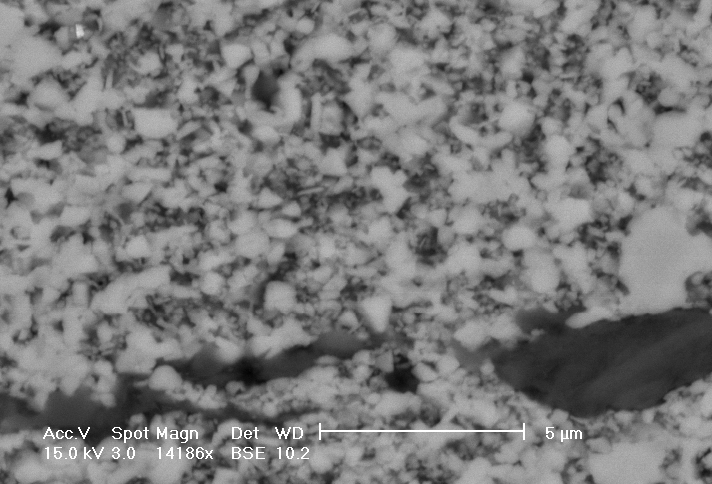 Acc.V Spot Magn Det WD 5 µm
15.0 kV 3.0 14186x BSE 10.2